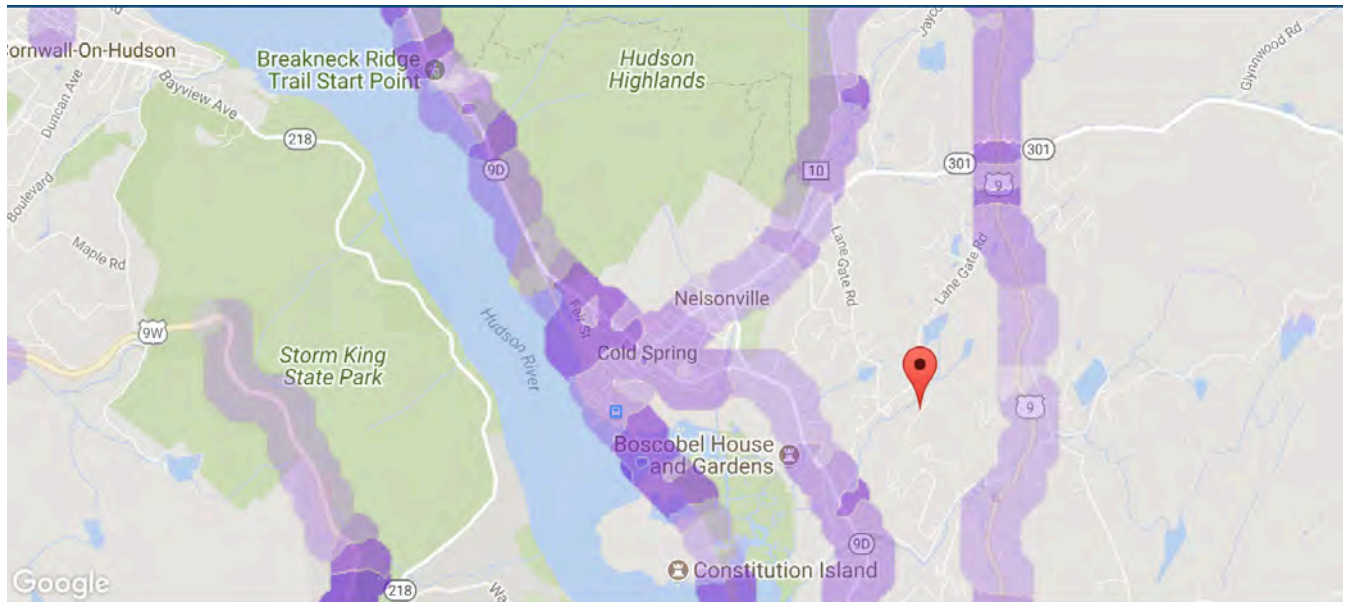 Cornwall-On-Hudson
Duncan Ave
Bayview Ave
Boulevard
Maple Rd
218
Breakneck Ridge
Trail Start Point
Hudson
Highlands
Glynnwood Rd
301
301
10
9
9D
Lane Gate Rd
Lane Gate Rd
Nelsonville
Fair St
Cold Spring
9W
Storm King
State Park
Hudson River
9
Boscobel House
and Gardens
9D
Constitution Island
218
Google